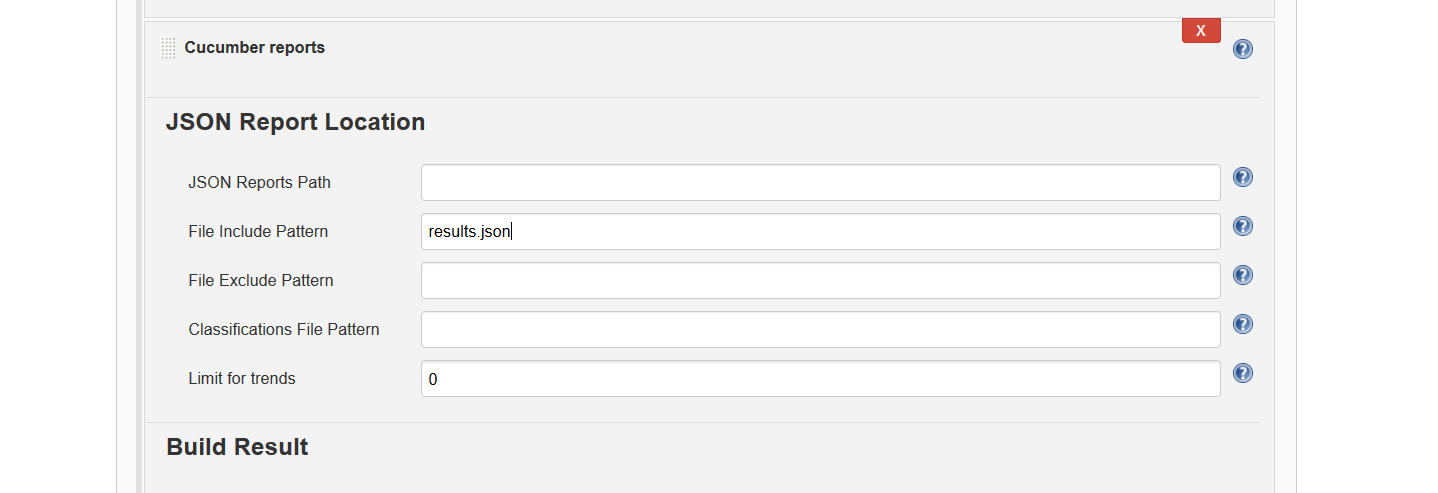 X
Cucumber reports
?
JSON Report Location
JSON Reports Path
?
File Include Pattern results.json
?
File Exclude Pattern
?
Classifications File Pattern
?
Limit for trends 0
?
Build Result